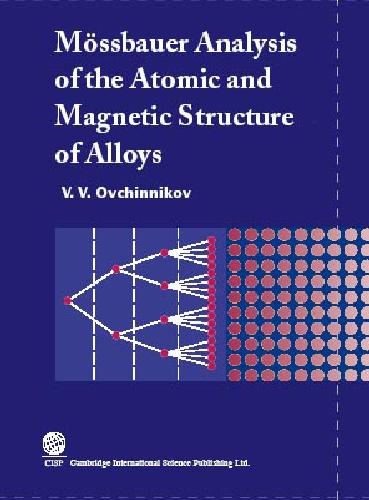 Mössbauer Analysis
of the Atomic and
Magnetic Structure
of Alloys
V. V. Ovchinnikov
CISP Cambridge International Science Publishing Ltd.